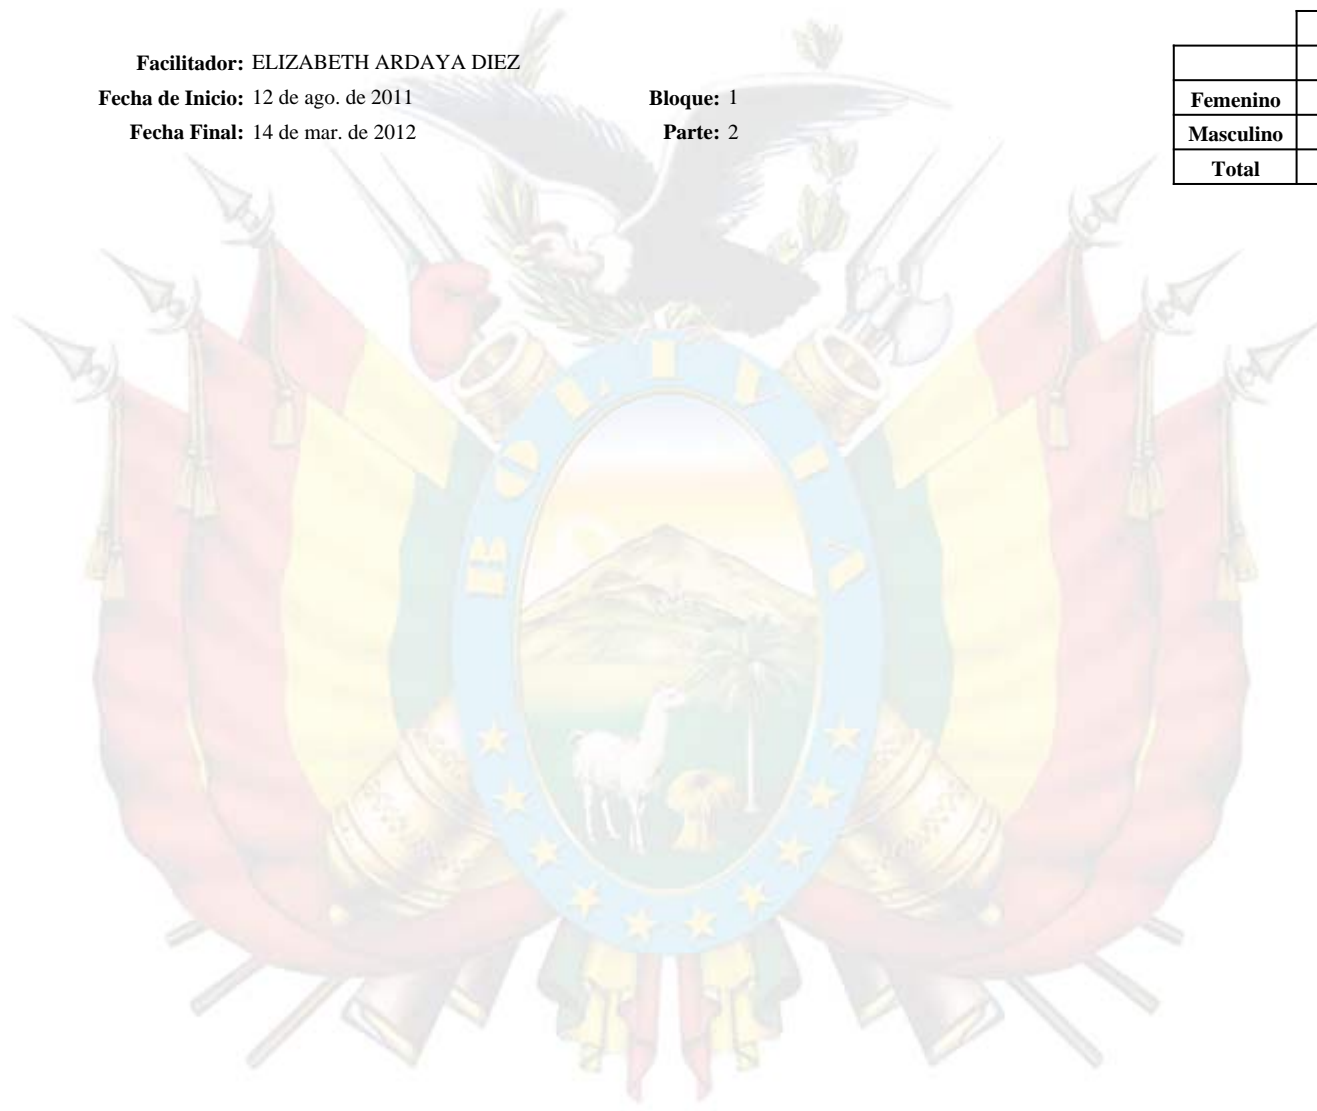 Facilitador: ELIZABETH ARDAYA DIEZ
Fecha de Inicio: 12 de ago. de 2011 Bloque: 1
Fecha Final: 14 de mar. de 2012 Parte: 2
Femenino
Masculino
Total
BOLIVIA